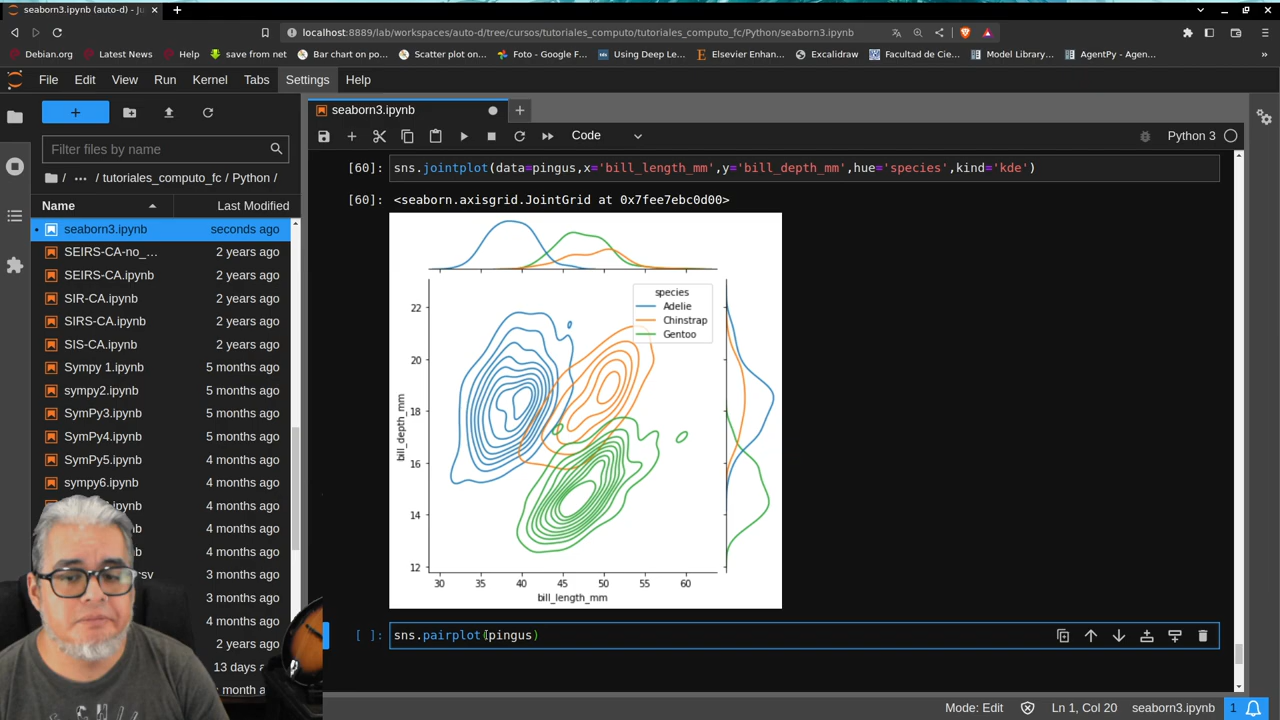 seaborn3.ipynb (auto-d) - Ju
localhost:8889/lab/workspaces/auto-d/tree/cursos/tutoriales_computo/tutoriales_computo_fc/Python/seaborn3.ipynb
Debian.org
Latest News
Help
save from net
Bar chart on po...
Scatter plot on...
Foto - Google F...
Using Deep Le...
Elsevier Enhan...
Excalidraw
Facultad de Cie...
Model Library...
AgentPy - Agen...
File Edit View Run Kernel Tabs Settings Help
seaborn3.ipynb
Filter files by name
Code
Python 3
/ ··· / tutoriales_computo_fc / Python /
Name Last Modified
seaborn3.ipynb seconds ago
SEIRS-CA-no_... 2 years ago
SEIRS-CA.ipynb 2 years ago
SIR-CA.ipynb 2 years ago
SIRS-CA.ipynb 2 years ago
SIS-CA.ipynb 2 years ago
Sympy 1.ipynb 5 months ago
sympy2.ipynb 5 months ago
SymPy3.ipynb 5 months ago
SymPy4.ipynb 5 months ago
SymPy5.ipynb 4 months ago
sympy6.ipynb 4 months ago
4 months ago
4 months ago
4 months ago
3 months ago
3 months ago
4 months ago
2 years ago
13 days
[60]: sns.jointplot(data=pingus,x='bill_length_mm',y='bill_depth_mm',hue='species',kind='kde')
[60]: <seaborn.axisgrid.JointGrid at 0x7fee7ebc0d00>
species
Adelie
Chinstrap
Gentoo
22
20
18
16
14
12
bill_depth_mm
30 35 40 45 50 55 60
bill_length_mm
[ ]: sns.pairplot(pingus)
Mode: Edit Ln 1, Col 20 seaborn3.ipynb 1